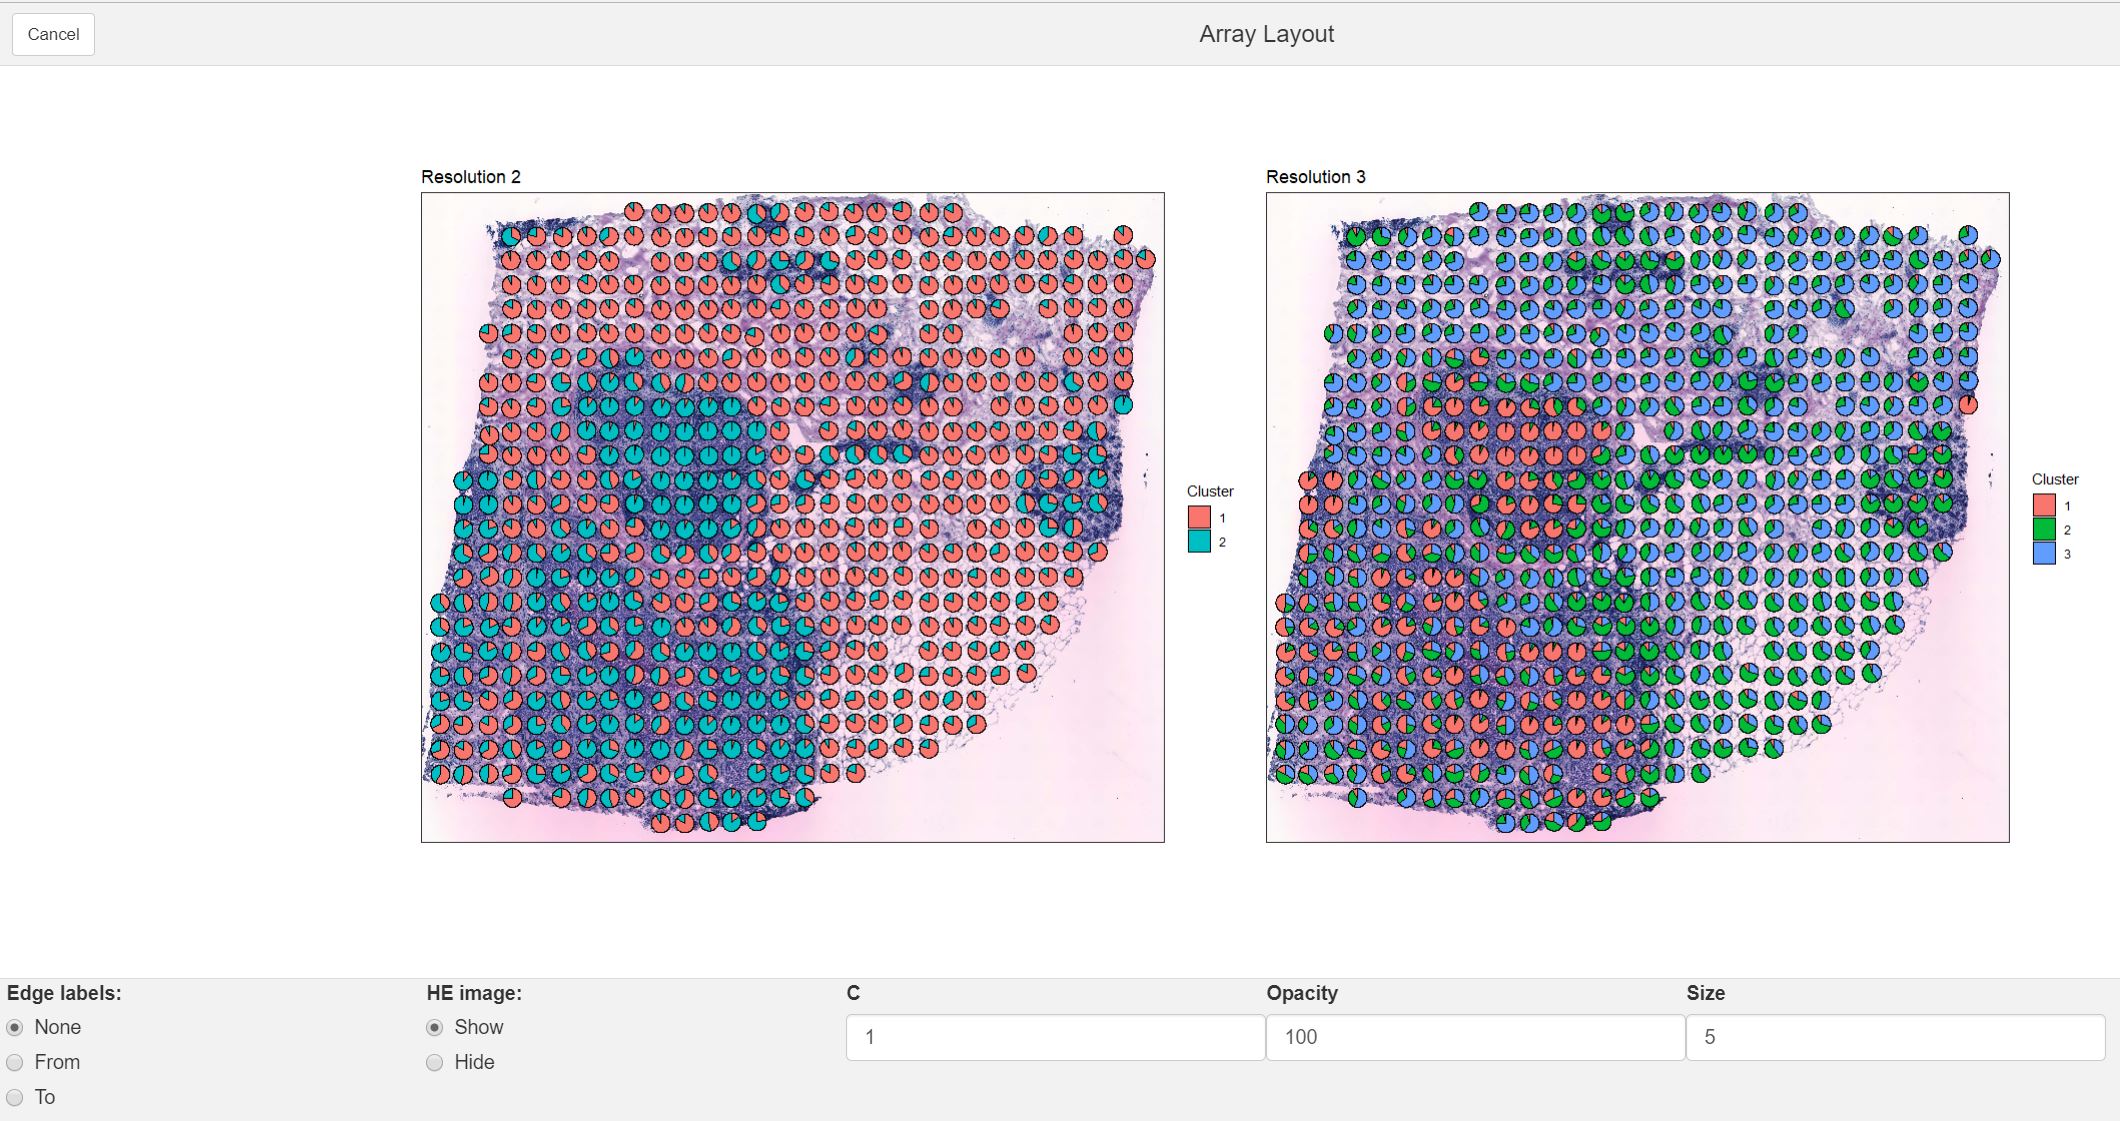 Cancel
Array Layout
Resolution 2
Resolution 3
Cluster
1
2
Cluster
1
2
3
Edge labels:
None
From
To
HE image:
Show
Hide
C
1
Opacity
100
Size
5